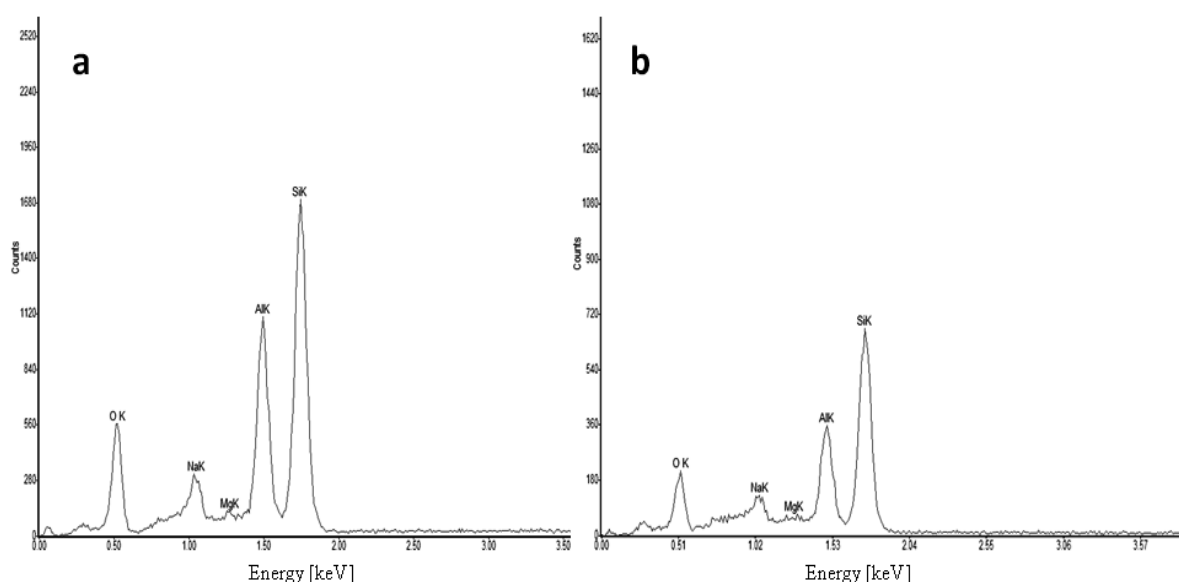 a
2520
2240
1960
1680
1400
1120
840
560
280
0
Counts
O K
NaK
MgK
AlK
SiK
0.00 0.50 1.00 1.50 2.00 2.50 3.00 3.50
Energy [keV]
b
1620
1440
1260
1080
900
720
540
360
180
0
Counts
O K
NaK
MgK
AlK
SiK
0.00 0.51 1.02 1.53 2.04 2.55 3.06 3.57
Energy [keV]